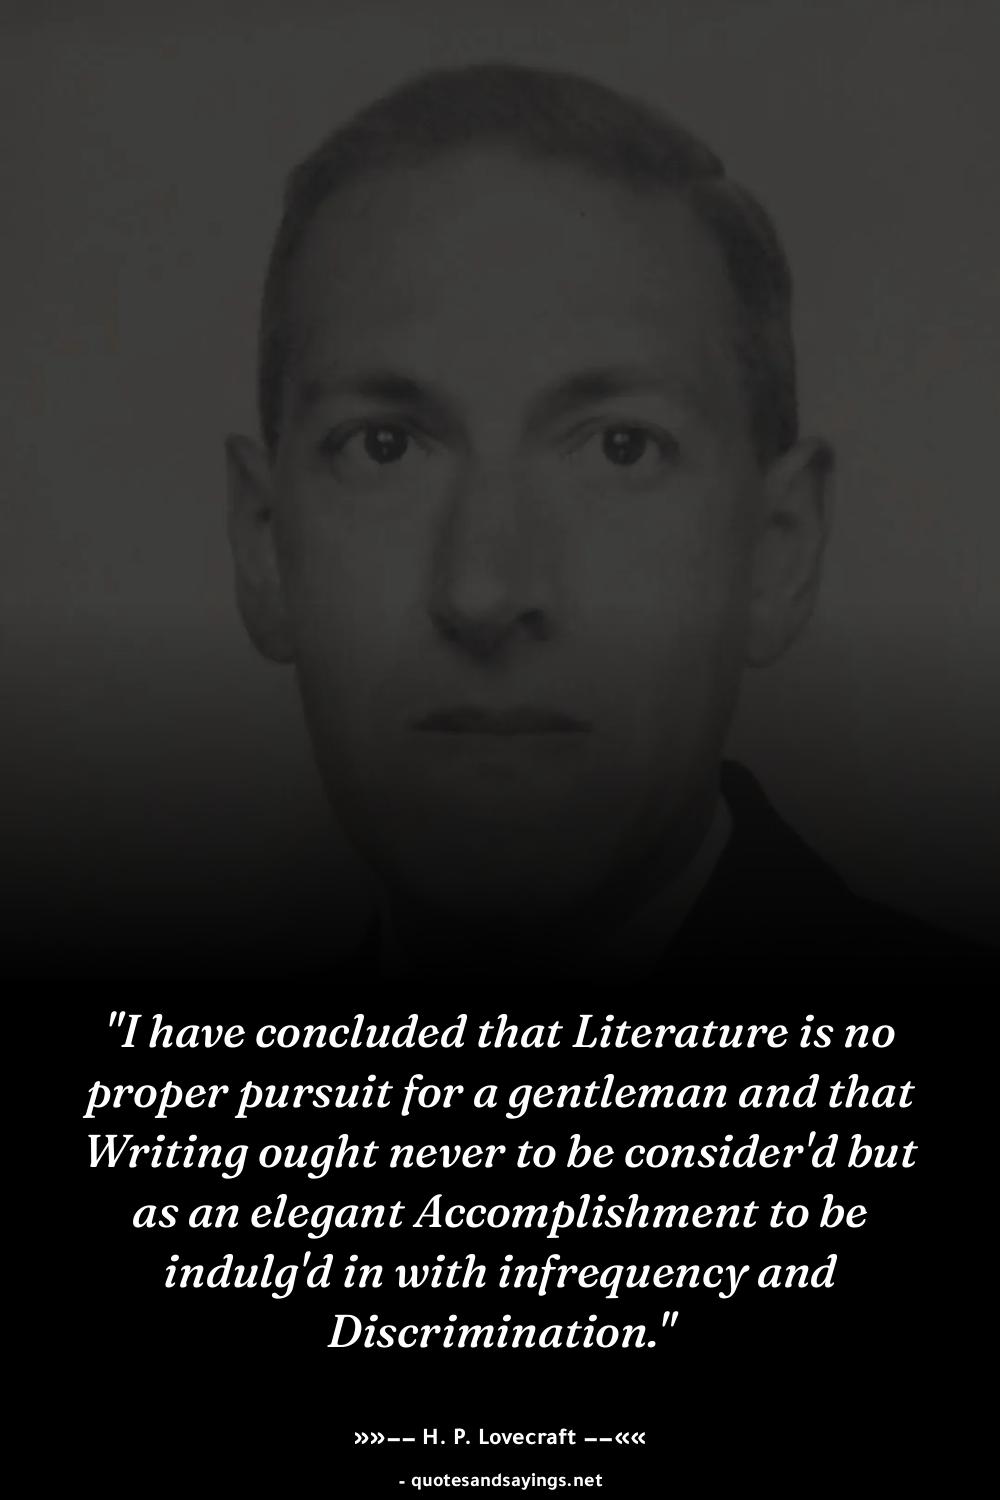 "I have concluded that Literature is no
proper pursuit for a gentleman and that
Writing ought never to be consider'd but
as an elegant Accomplishment to be
indulg'd in with infrequency and
Discrimination."
»»−− H. P. Lovecraft −−««
- quotesandsayings.net